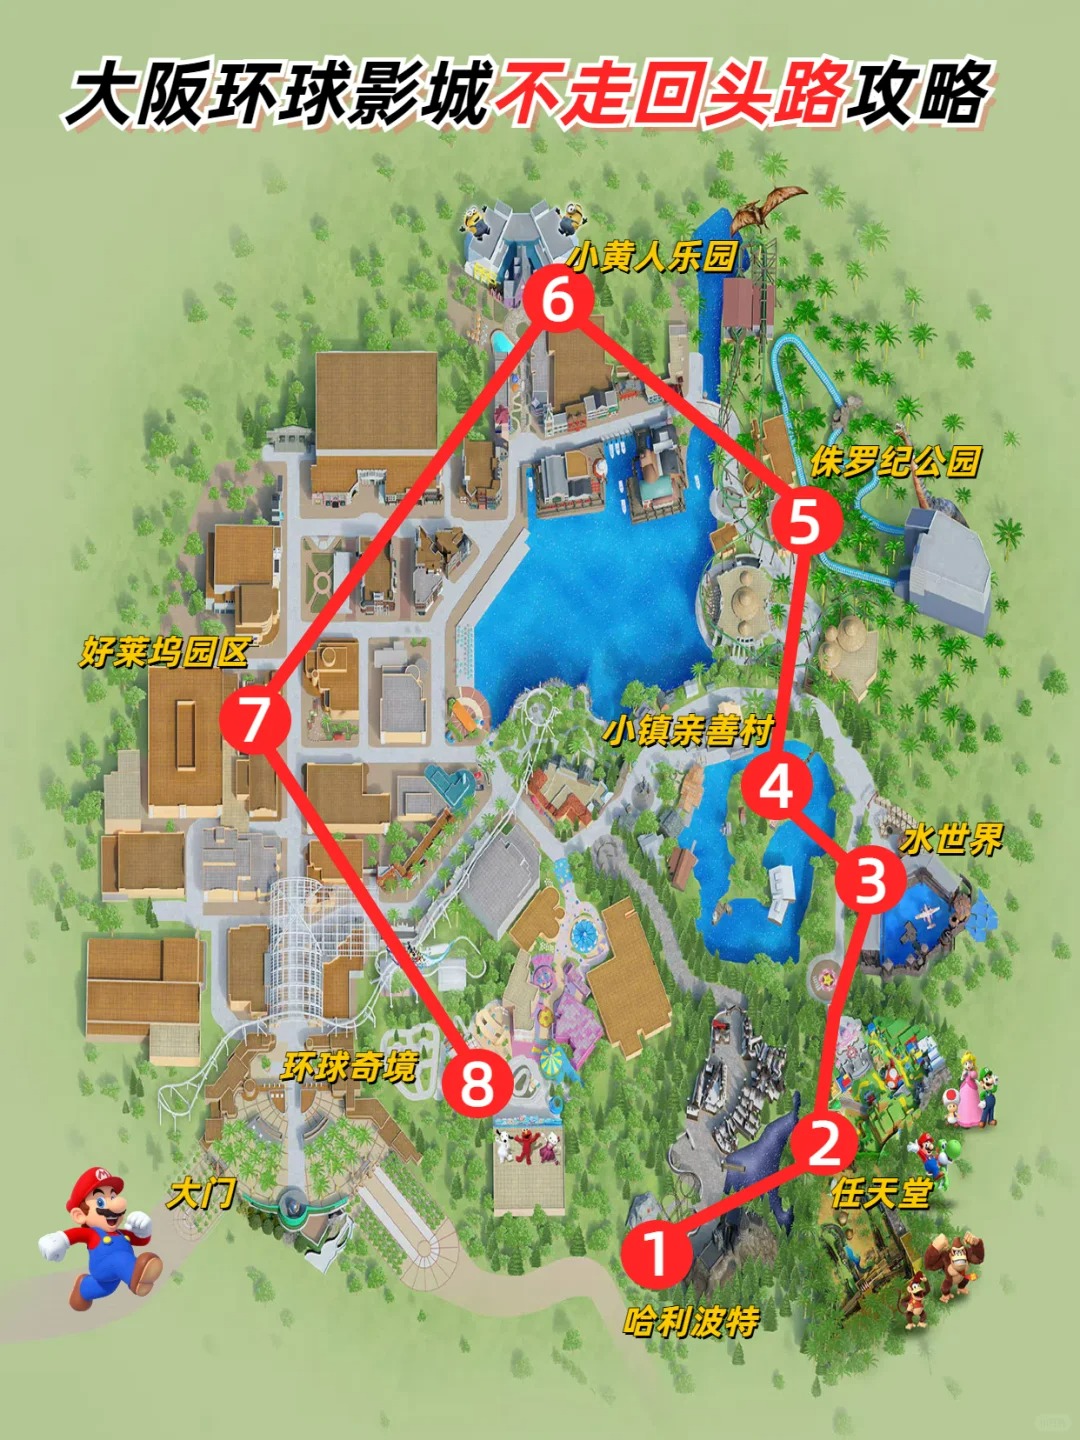 大阪环球影城不走回头路攻略
小黄人乐园
6
侏罗纪公园
5
好莱坞园区
7
小镇亲善村
4
水世界
3
环球奇境
8
2
任天堂
大门
1
哈利波特